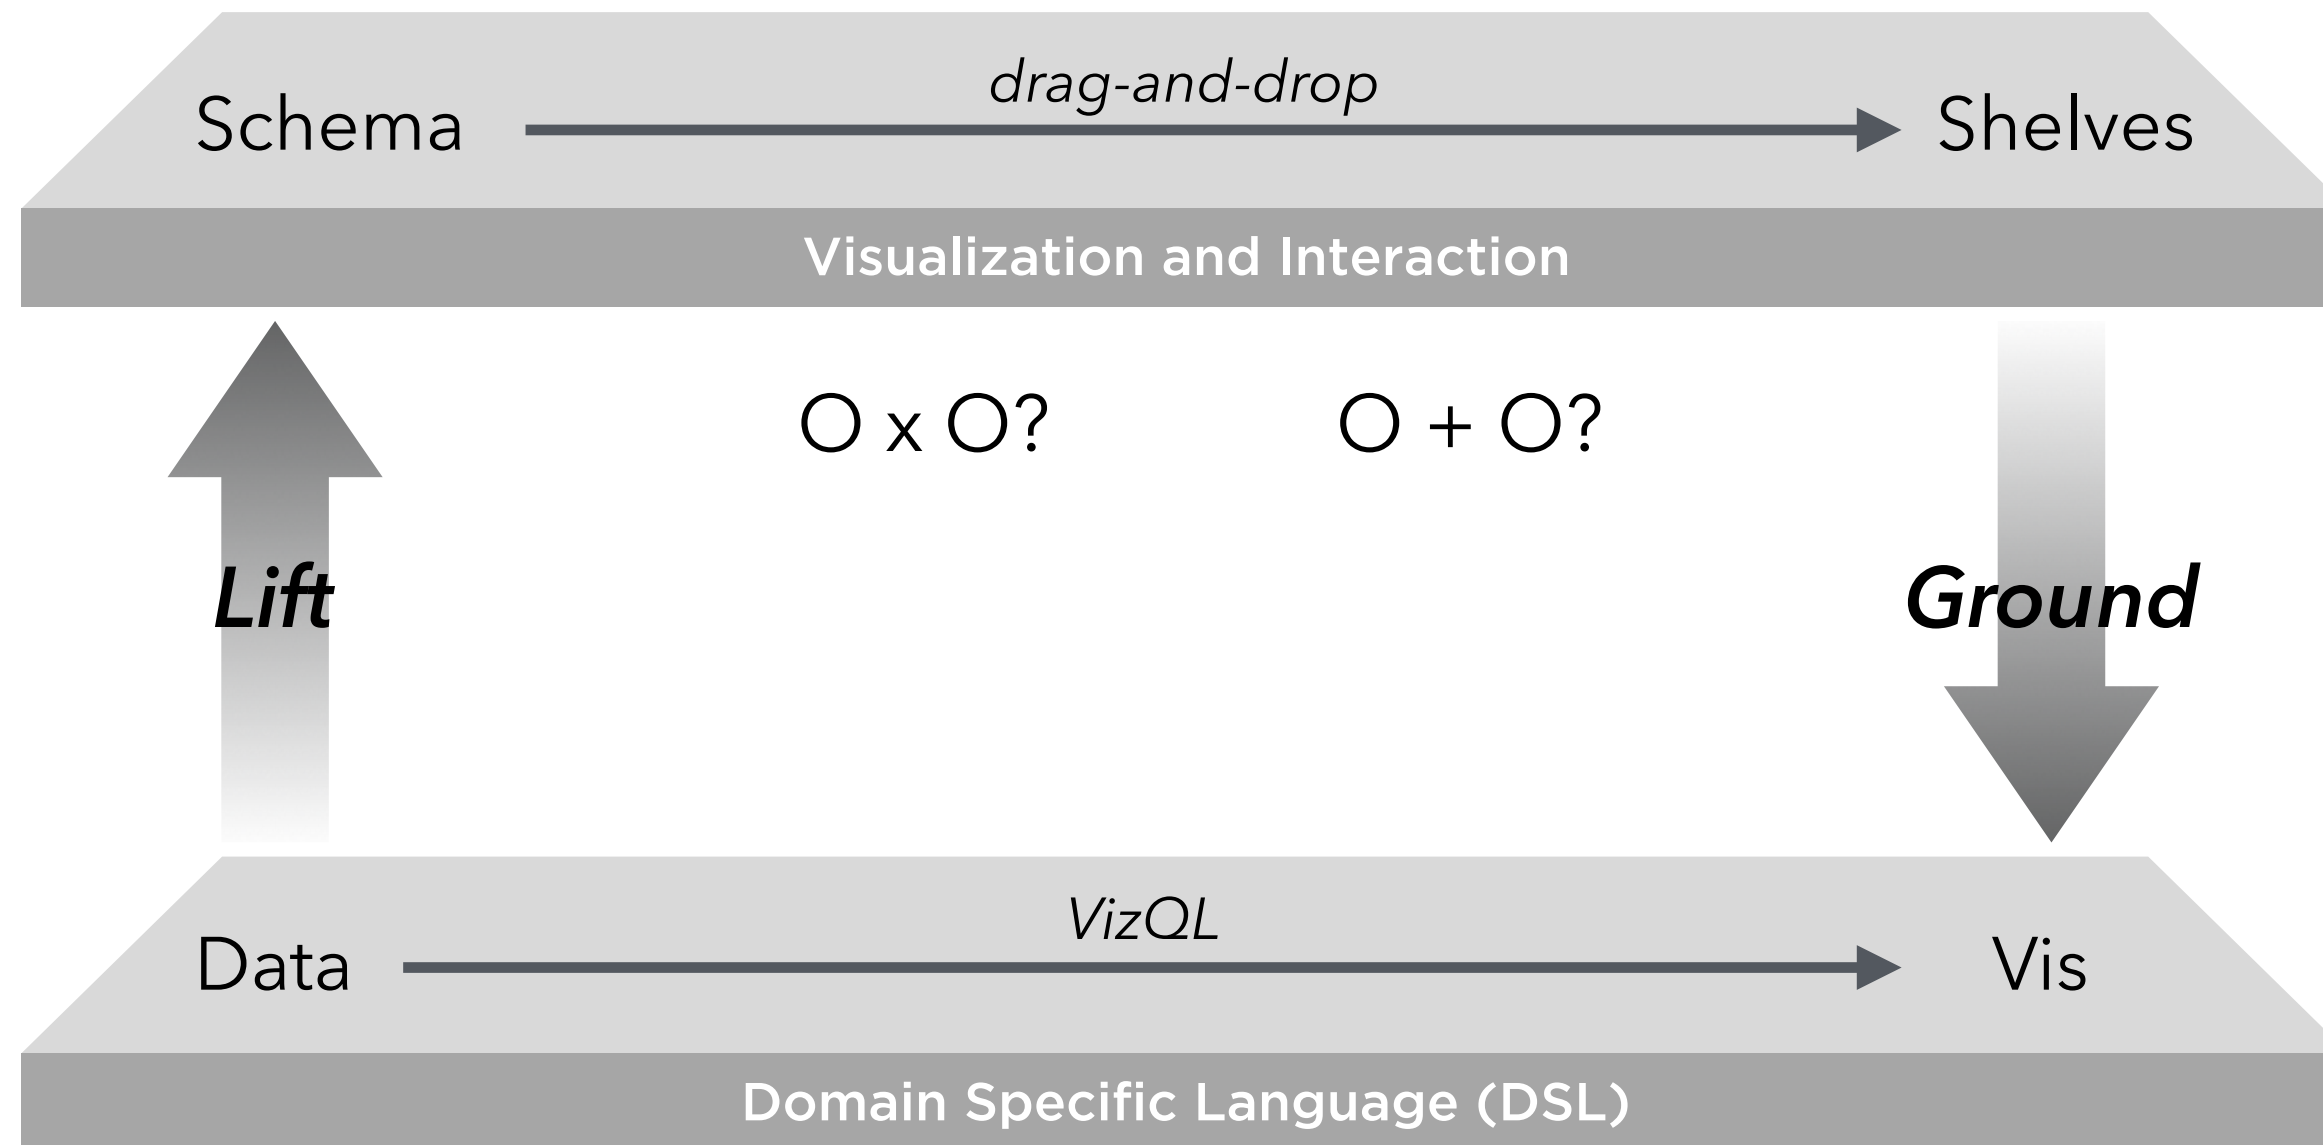 drag-and-drop
Schema
Shelves
Visualization and Interaction
O x O?
O + O?
Lift
Ground
VizQL
Data
Vis
Domain Specific Language (DSL)